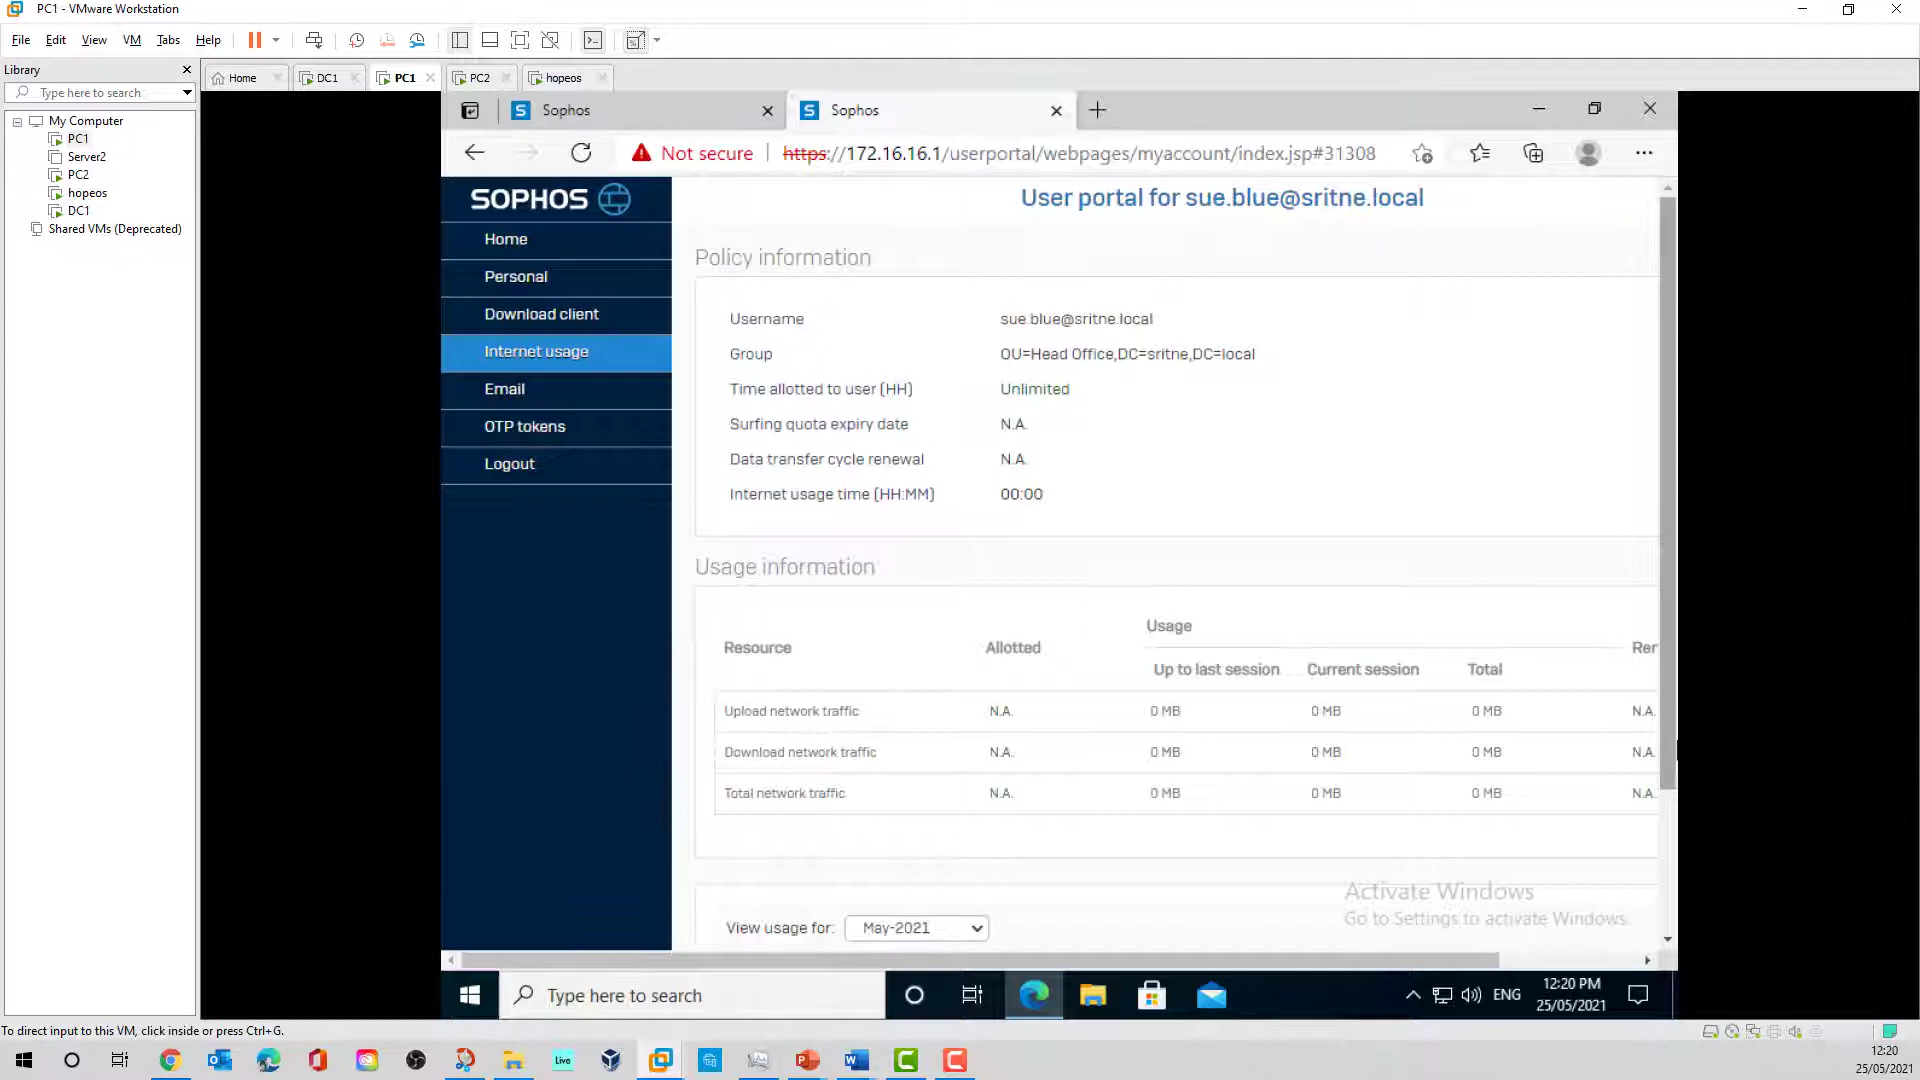 PC1 - VMware Workstation
File Edit View VM Tabs Help
Library
Type here to search
My Computer
PC1
Server2
PC2
hopeos
DC1
Shared VMs (Deprecated)
Home DC1 PC1 PC2 hopeos
Sophos Sophos
Not secure https://172.16.16.1/userportal/webpages/myaccount/index.jsp#31308
SOPHOS
Home
Personal
Download client
Internet usage
Email
OTP tokens
Logout
User portal for sue.blue@sritne.local
Policy information
Username sue.blue@sritne.local
Group OU=Head Office,DC=sritne,DC=local
Time allotted to user (HH) Unlimited
Surfing quota expiry date N.A.
Data transfer cycle renewal N.A.
Internet usage time (HH:MM) 00:00
Usage information
Usage
Resource Allotted Rer
Up to last session Current session Total
Upload network traffic N.A. 0 MB 0 MB 0 MB N.A.
Download network traffic N.A. 0 MB 0 MB 0 MB N.A.
Total network traffic N.A. 0 MB 0 MB 0 MB N.A.
Activate Windows
Go to Settings to activate Windows.
View usage for: May-2021
Type here to search
ENG
12:20 PM
25/05/2021
To direct input to this VM, click inside or press Ctrl+G.
Live
12:20
25/05/2021